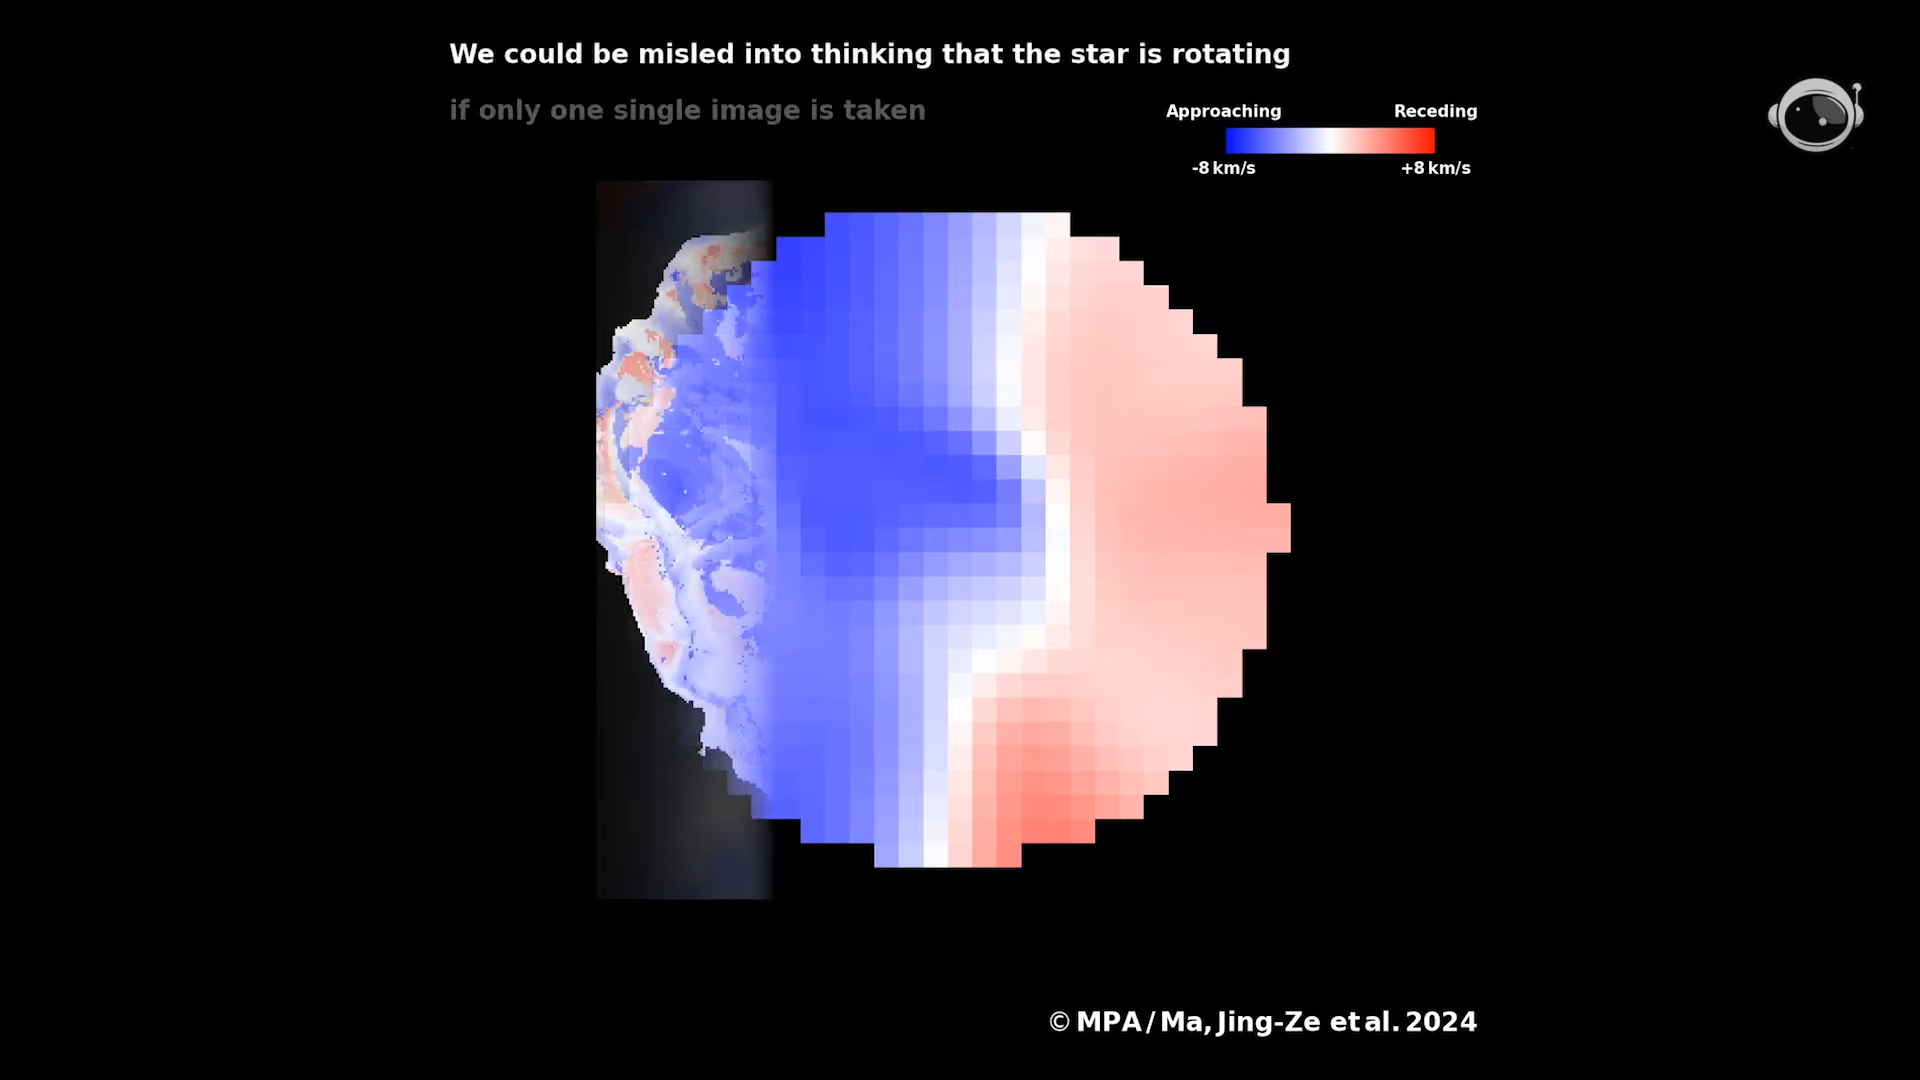 We could be misled into thinking that the star is rotating
if only one single image is taken
Approaching Receding
-8 km/s +8 km/s
© MPA / Ma, Jing-Ze et al. 2024